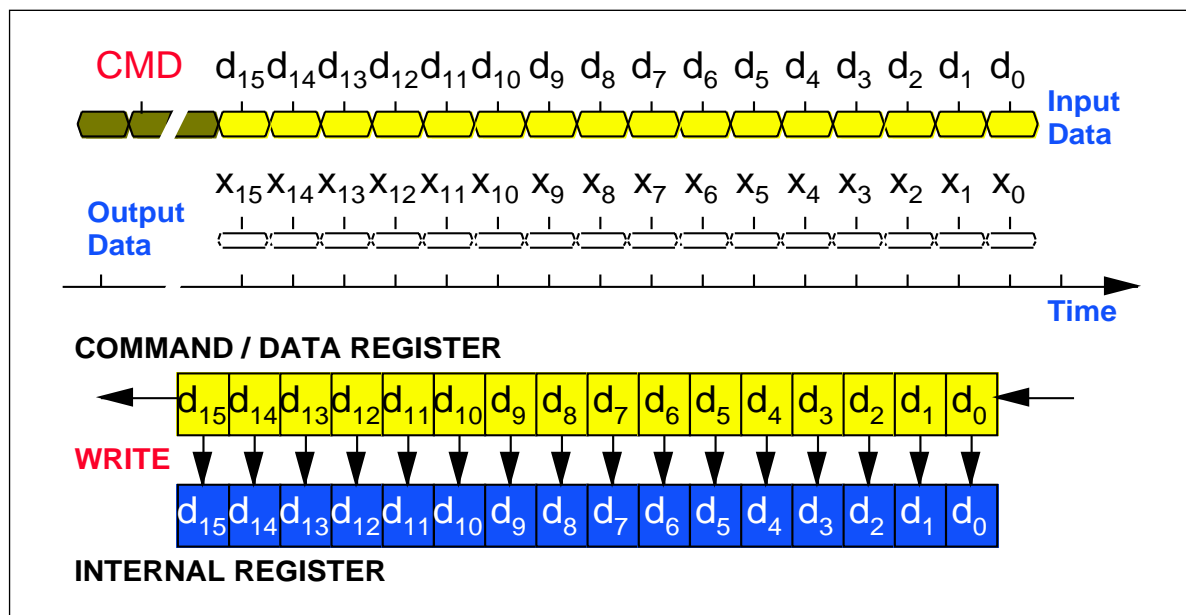 CMD d15 d14 d13 d12 d11 d10 d9 d8 d7 d6 d5 d4 d3 d2 d1 d0
Input
Data
x15 x14 x13 x12 x11 x10 x9 x8 x7 x6 x5 x4 x3 x2 x1 x0
Output
Data
Time
COMMAND / DATA REGISTER
d15 d14 d13 d12 d11 d10 d9 d8 d7 d6 d5 d4 d3 d2 d1 d0
WRITE
d15 d14 d13 d12 d11 d10 d9 d8 d7 d6 d5 d4 d3 d2 d1 d0
INTERNAL REGISTER